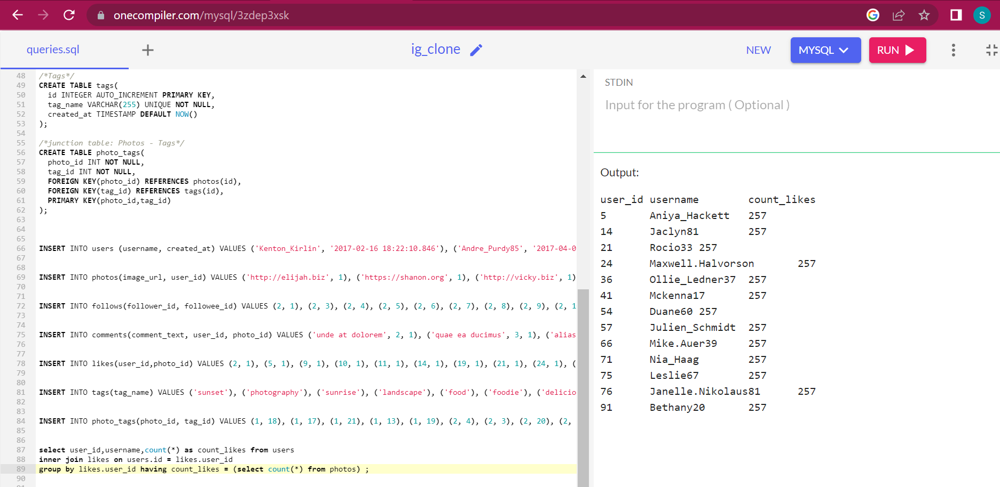 onecompiler.com/mysql/3zdep3xsk
S
queries.sql
ig_clone
NEW
MYSQL
RUN
48 /*Tags*/
49 CREATE TABLE tags(
50 id INTEGER AUTO_INCREMENT PRIMARY KEY,
51 tag_name VARCHAR(255) UNIQUE NOT NULL,
52 created_at TIMESTAMP DEFAULT NOW()
53 );
54
55 /*junction table: Photos - Tags*/
56 CREATE TABLE photo_tags(
57 photo_id INT NOT NULL,
58 tag_id INT NOT NULL,
59 FOREIGN KEY(photo_id) REFERENCES photos(id),
60 FOREIGN KEY(tag_id) REFERENCES tags(id),
61 PRIMARY KEY(photo_id,tag_id)
62 );
63
64
65
66 INSERT INTO users (username, created_at) VALUES ('Kenton_Kirlin', '2017-02-16 18:22:10.846'), ('Andre_Purdy85', '2017-04-0
67
68
69 INSERT INTO photos(image_url, user_id) VALUES ('http://elijah.biz', 1), ('https://shanon.org', 1), ('http://vicky.biz', 1)
70
71
72 INSERT INTO follows(follower_id, followee_id) VALUES (2, 1), (2, 3), (2, 4), (2, 5), (2, 6), (2, 7), (2, 8), (2, 9), (2, 1
73
74
75 INSERT INTO comments(comment_text, user_id, photo_id) VALUES ('unde at dolorem', 2, 1), ('quae ea ducimus', 3, 1), ('alias
76
77
78 INSERT INTO likes(user_id,photo_id) VALUES (2, 1), (5, 1), (9, 1), (10, 1), (11, 1), (14, 1), (19, 1), (21, 1), (24, 1), (
79
80
81 INSERT INTO tags(tag_name) VALUES ('sunset'), ('photography'), ('sunrise'), ('landscape'), ('food'), ('foodie'), ('delicio
82
83
84 INSERT INTO photo_tags(photo_id, tag_id) VALUES (1, 18), (1, 17), (1, 21), (1, 13), (1, 19), (2, 4), (2, 3), (2, 20), (2,
85
86
87 select user_id,username,count(*) as count_likes from users
88 inner join likes on users.id = likes.user_id
89 group by likes.user_id having count_likes = (select count(*) from photos) ;
90
STDIN
Input for the program ( Optional )
Output:
user_id username count_likes
5 Aniya_Hackett 257
14 Jaclyn81 257
21 Rocio33 257
24 Maxwell.Halvorson 257
36 Ollie_Ledner37 257
41 Mckenna17 257
54 Duane60 257
57 Julien_Schmidt 257
66 Mike.Auer39 257
71 Nia_Haag 257
75 Leslie67 257
76 Janelle.Nikolaus81 257
91 Bethany20 257